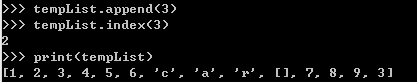 >>> tempList.append(3)
>>> tempList.index(3)
2
>>> print(tempList)
[1, 2, 3, 4, 5, 6, 'c', 'a', 'r', [], 7, 8, 9, 3]